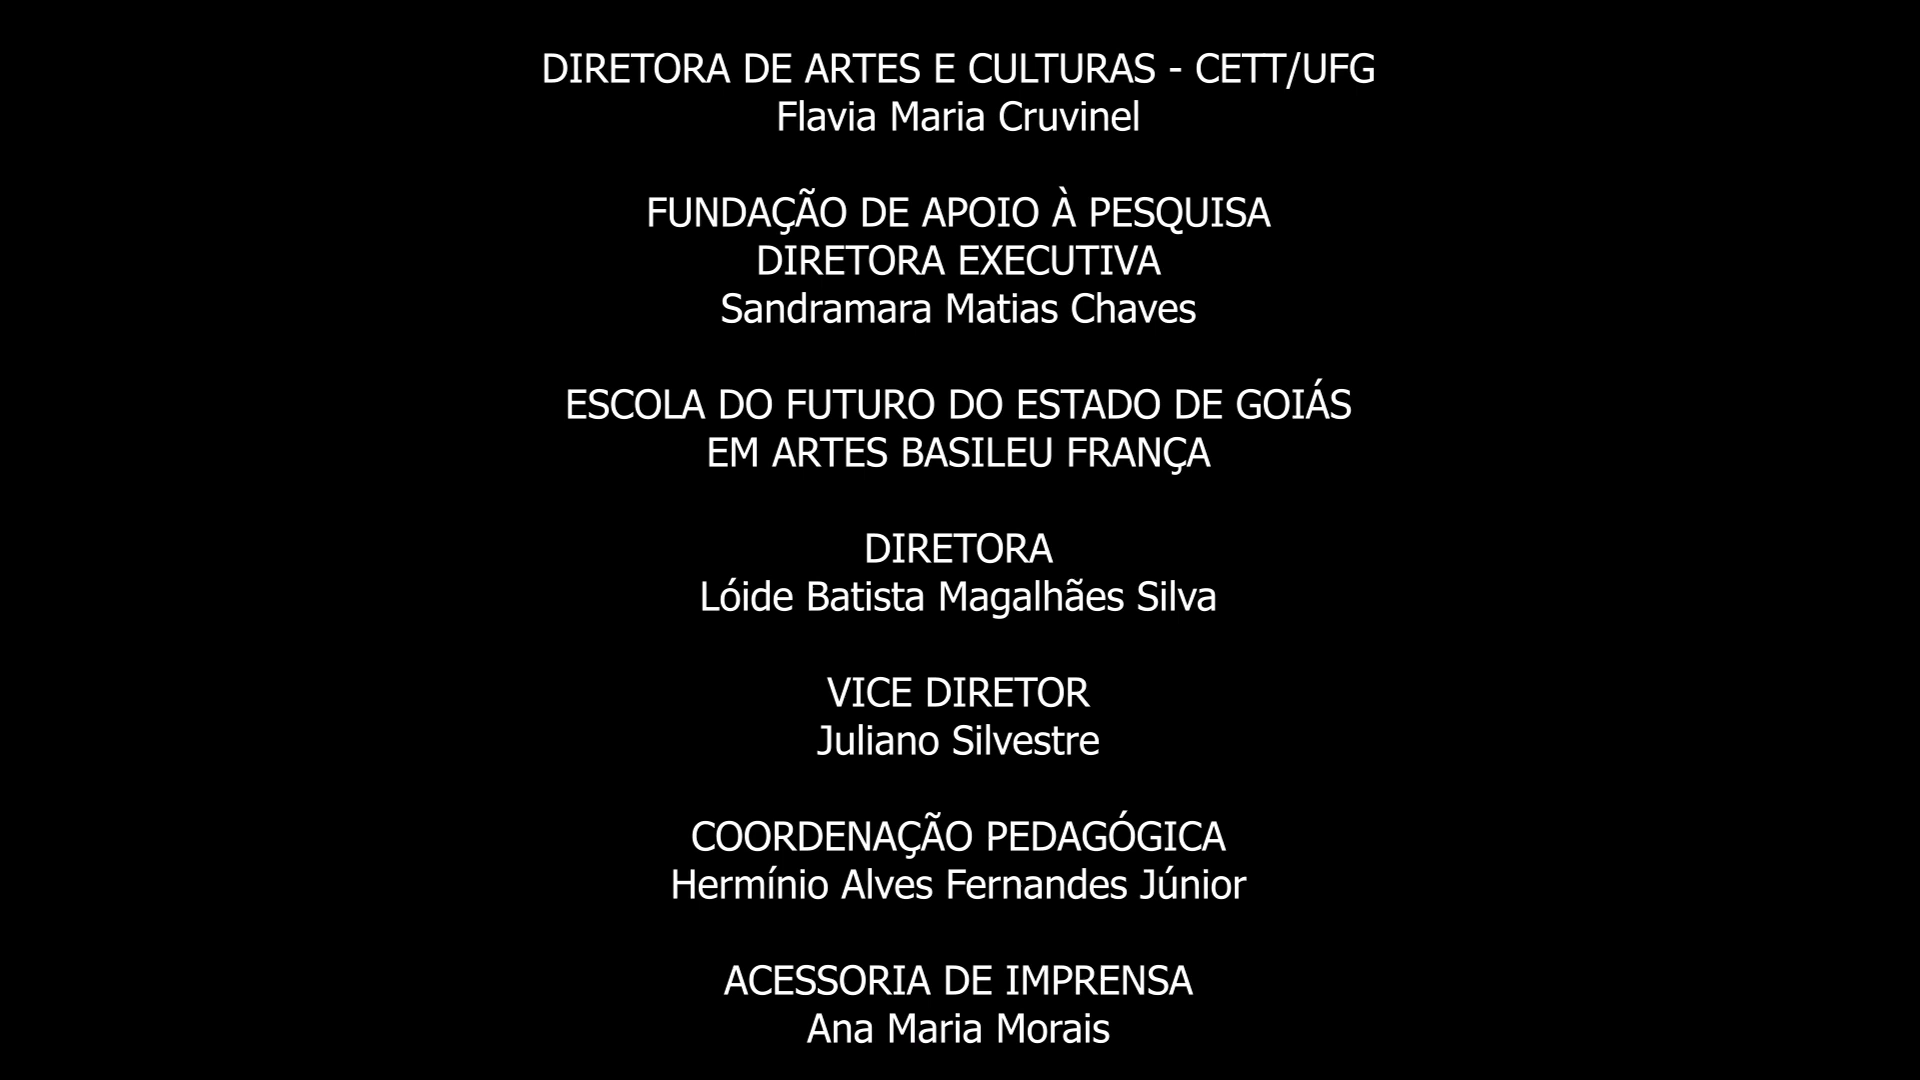 DIRETORA DE ARTES E CULTURAS - CETT/UFG
Flavia Maria Cruvinel
FUNDAÇÃO DE APOIO À PESQUISA
DIRETORA EXECUTIVA
Sandramara Matias Chaves
ESCOLA DO FUTURO DO ESTADO DE GOIÁS
EM ARTES BASILEU FRANÇA
DIRETORA
Lóide Batista Magalhães Silva
VICE DIRETOR
Juliano Silvestre
COORDENAÇÃO PEDAGÓGICA
Hermínio Alves Fernandes Júnior
ACESSORIA DE IMPRENSA
Ana Maria Morais